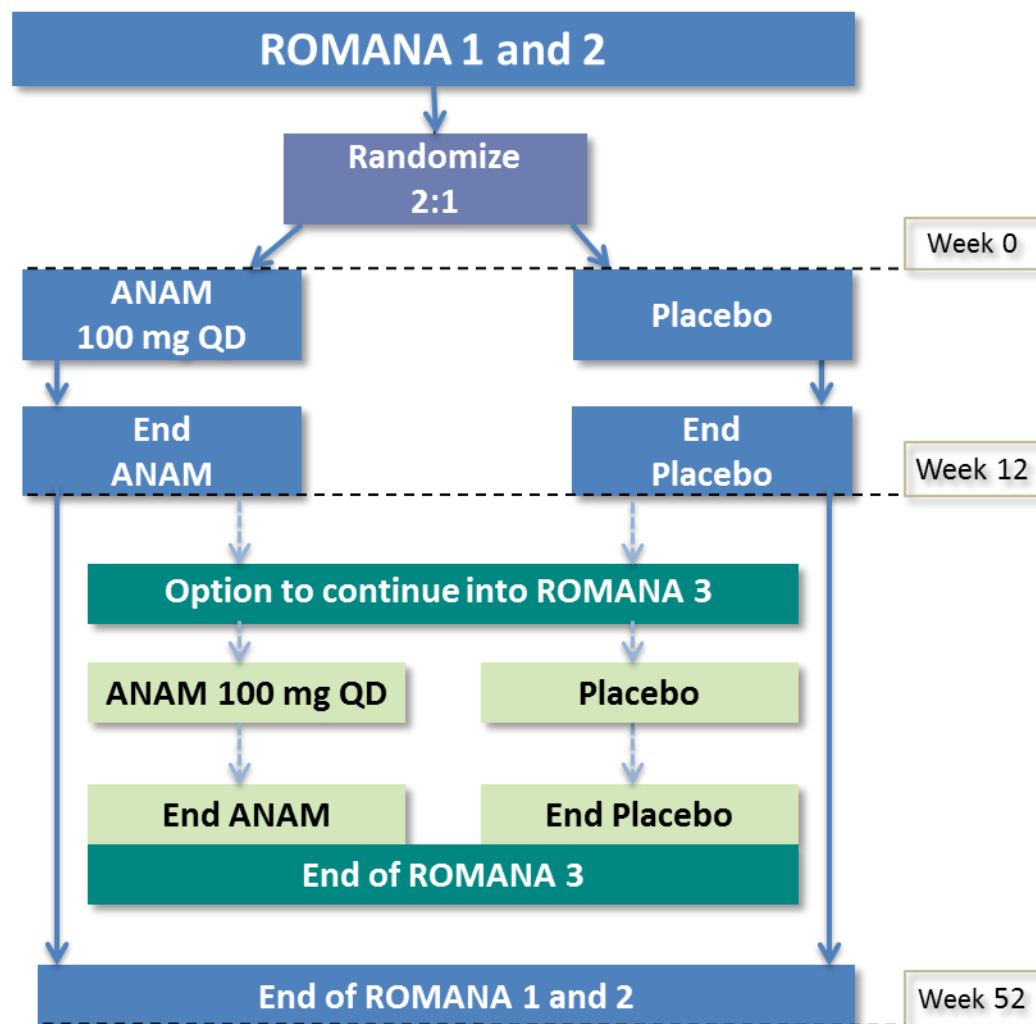 ROMANA 1 and 2
Randomize
2:1
Week 0
ANAM
100 mg QD
Placebo
End
ANAM
End
Placebo
Week 12
Option to continue into ROMANA 3
ANAM 100 mg QD
Placebo
End ANAM
End Placebo
End of ROMANA 3
End of ROMANA 1 and 2
Week 52